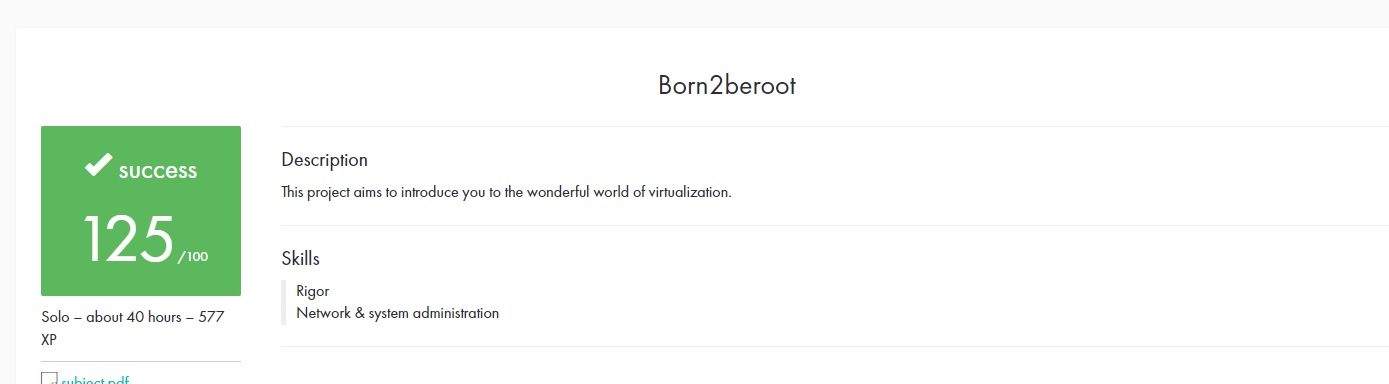 Born2beroot
success
125 /100
Solo – about 40 hours – 577
XP
subject.pdf
Description
This project aims to introduce you to the wonderful world of virtualization.
Skills
Rigor
Network & system administration